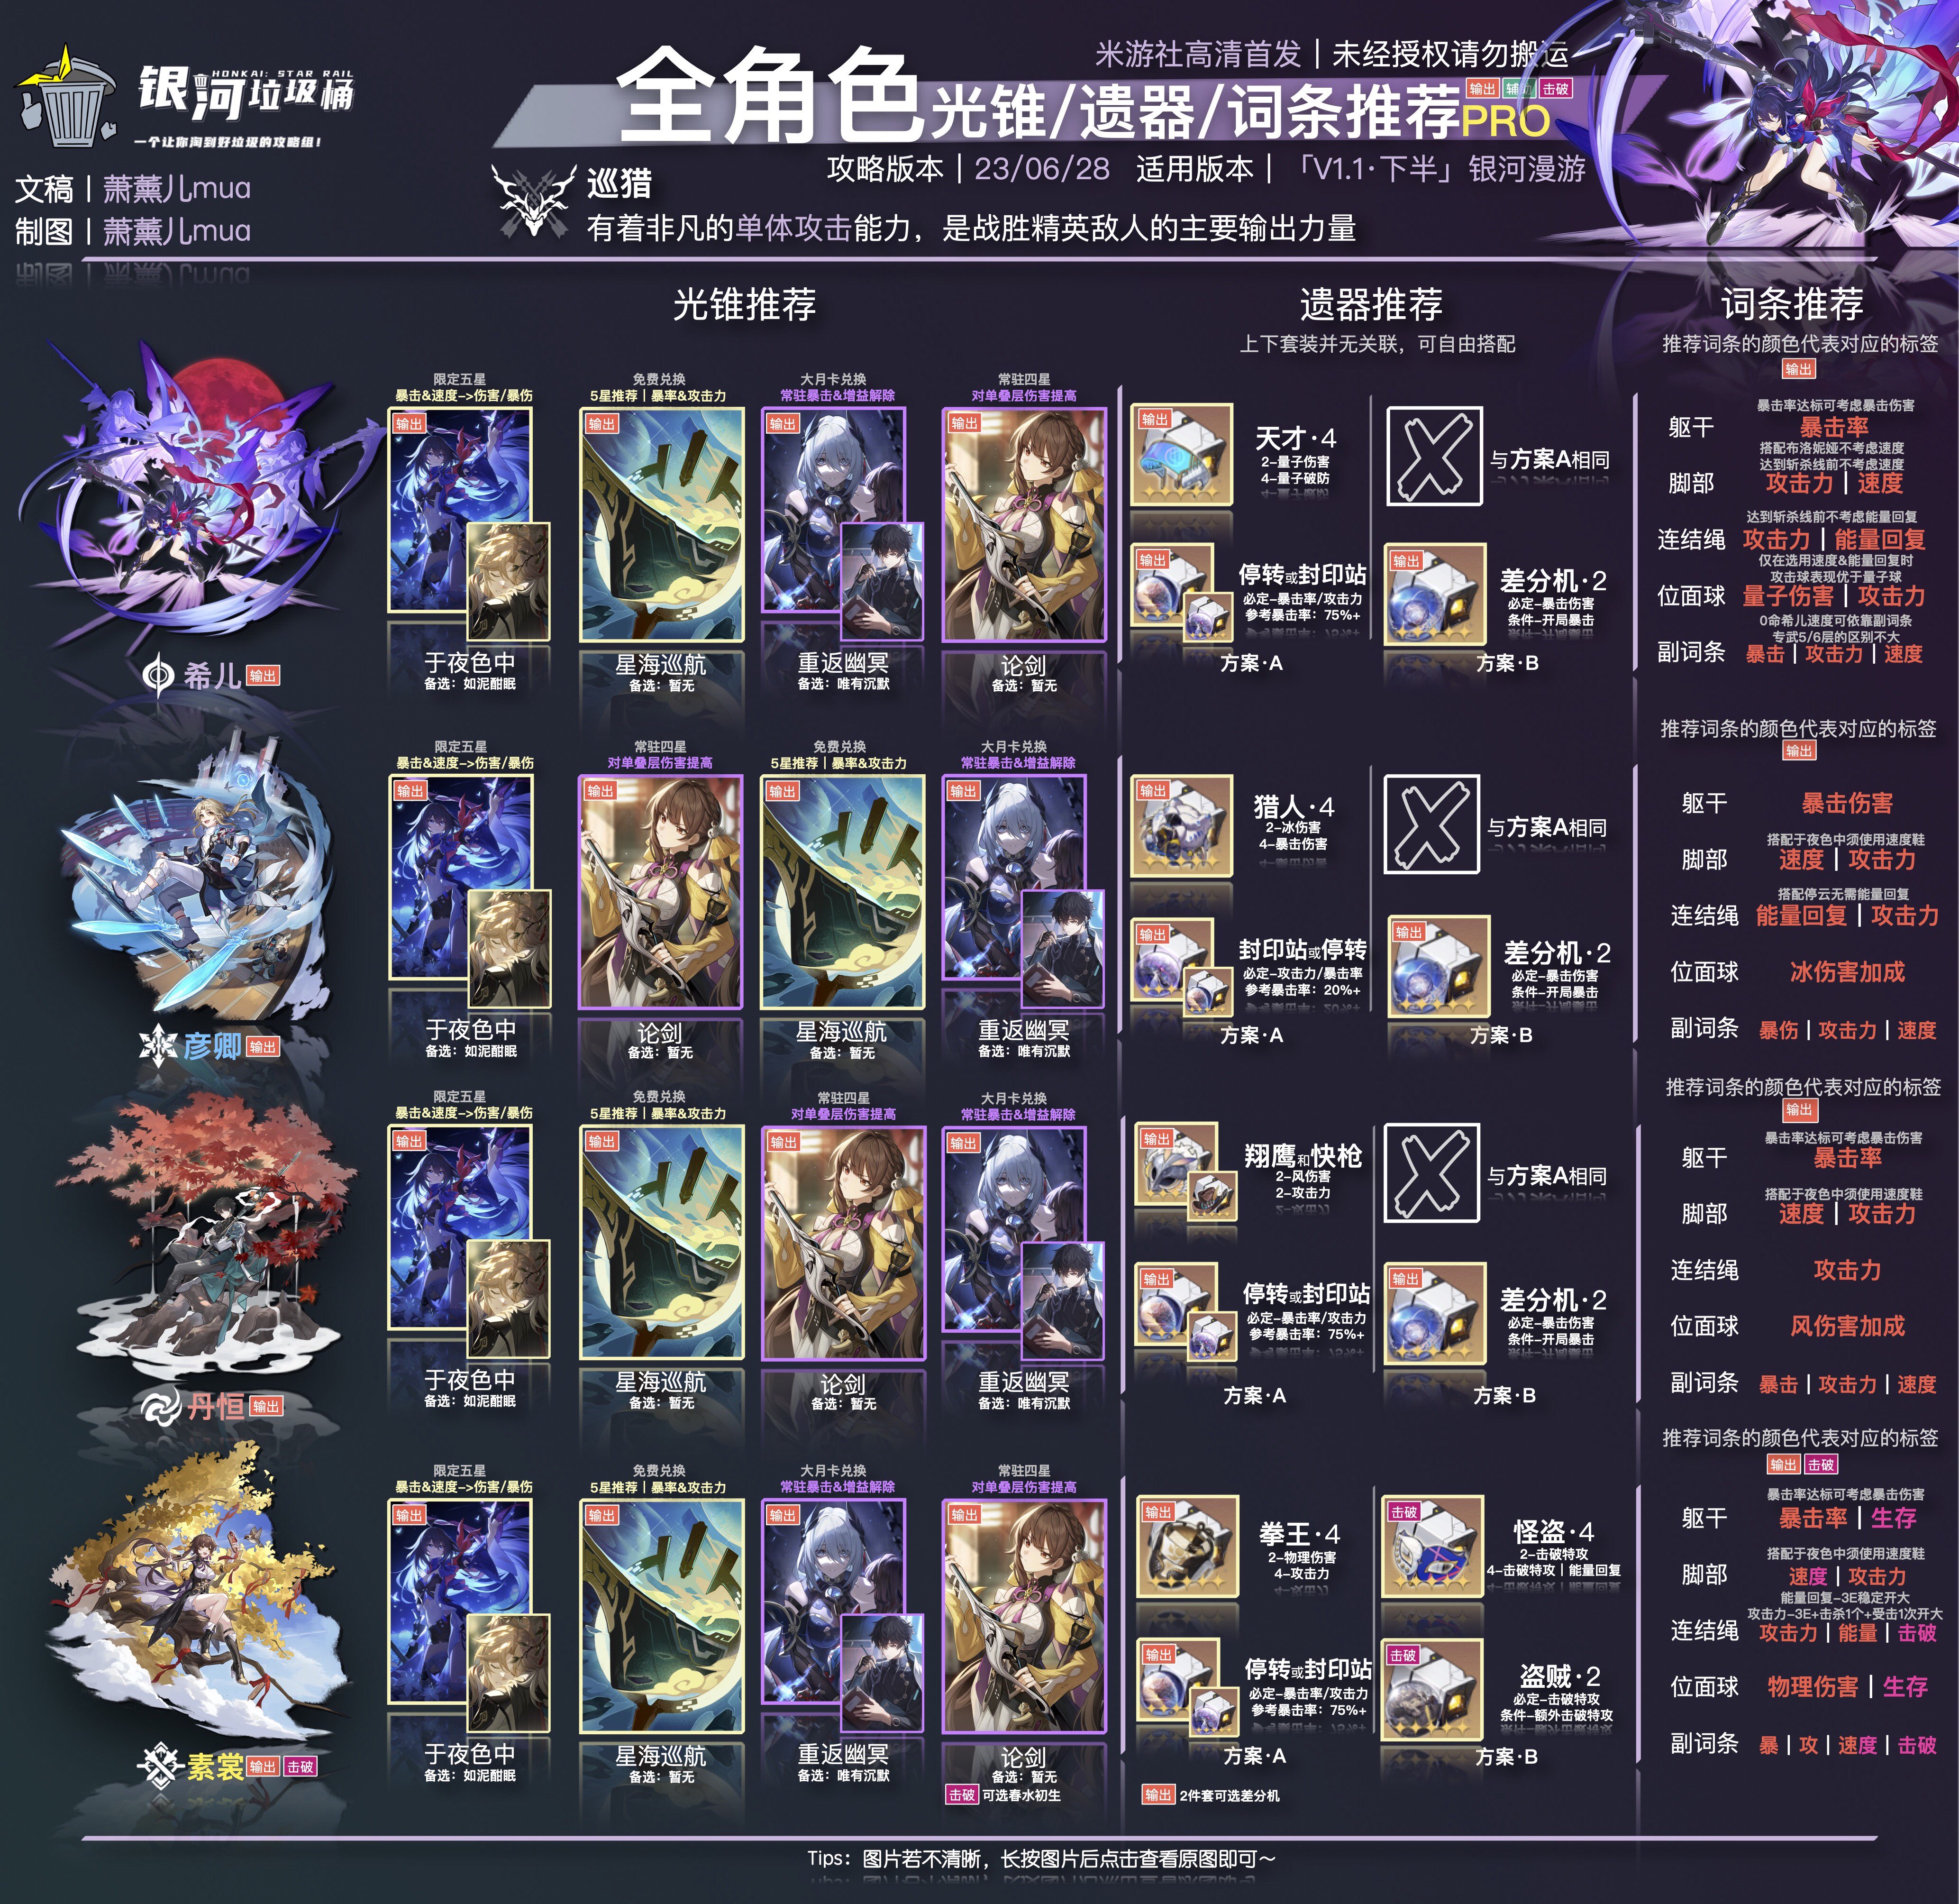 HONKAI: STAR RAIL
银河垃圾桶
一个让你淘到好垃圾的攻略组!
文稿丨萧薰儿mua
制图丨萧薰儿mua
米游社高清首发丨未经授权请勿搬运
全角色光锥/遗器/词条推荐PRO
输出 辅 击破
攻略版本丨23/06/28 适用版本丨「V1.1·下半」银河漫游
巡猎
有着非凡的单体攻击能力，是战胜精英敌人的主要输出力量
光锥推荐
遗器推荐
上下套装并无关联，可自由搭配
词条推荐
推荐词条的颜色代表对应的标签
输出
希儿 输出
限定五星
暴击&速度->伤害/暴伤
输出
于夜色中
备选：如泥酣眠
免费兑换
5星推荐丨暴率&攻击力
输出
星海巡航
备选：暂无
大月卡兑换
常驻暴击&增益解除
输出
重返幽冥
备选：唯有沉默
常驻四星
对单叠层伤害提高
输出
论剑
备选：暂无
输出
天才·4
2-量子伤害
4-量子破防
输出
停转或封印站
必定-暴击率/攻击力
参考暴击率：75%+
方案·A
与方案A相同
输出
差分机·2
必定-暴击伤害
条件-开局暴击
方案·B
暴击率达标可考虑暴击伤害
躯干 暴击率
搭配布洛妮娅不考虑速度
达到斩杀线前不考虑速度
脚部 攻击力丨速度
达到斩杀线前不考虑能量回复
连结绳 攻击力丨能量回复
仅在选用速度&能量回复时
攻击球表现优于量子球
位面球 量子伤害丨攻击力
0命希儿速度可依靠副词条
专武5/6层的区别不大
副词条 暴击丨攻击力丨速度
彦卿 输出
限定五星
暴击&速度->伤害/暴伤
输出
于夜色中
备选：如泥酣眠
常驻四星
对单叠层伤害提高
输出
论剑
备选：暂无
免费兑换
5星推荐丨暴率&攻击力
输出
星海巡航
备选：暂无
大月卡兑换
常驻暴击&增益解除
输出
重返幽冥
备选：唯有沉默
输出
猎人·4
2-冰伤害
4-暴击伤害
输出
封印站或停转
必定-攻击力/暴击率
参考暴击率：20%+
方案·A
与方案A相同
输出
差分机·2
必定-暴击伤害
条件-开局暴击
方案·B
推荐词条的颜色代表对应的标签
输出
躯干 暴击伤害
搭配于夜色中须使用速度鞋
脚部 速度丨攻击力
搭配停云无需能量回复
连结绳 能量回复丨攻击力
位面球 冰伤害加成
副词条 暴伤丨攻击力丨速度
丹恒 输出
限定五星
暴击&速度->伤害/暴伤
输出
于夜色中
备选：如泥酣眠
免费兑换
5星推荐丨暴率&攻击力
输出
星海巡航
备选：暂无
常驻四星
对单叠层伤害提高
输出
论剑
备选：暂无
大月卡兑换
常驻暴击&增益解除
输出
重返幽冥
备选：唯有沉默
输出
翔鹰和快枪
2-风伤害
2-攻击力
输出
停转或封印站
必定-暴击率/攻击力
参考暴击率：75%+
方案·A
与方案A相同
输出
差分机·2
必定-暴击伤害
条件-开局暴击
方案·B
推荐词条的颜色代表对应的标签
输出
暴击率达标可考虑暴击伤害
躯干 暴击率
搭配于夜色中须使用速度鞋
脚部 速度丨攻击力
连结绳 攻击力
位面球 风伤害加成
副词条 暴击丨攻击力丨速度
素裳 输出 击破
限定五星
暴击&速度->伤害/暴伤
输出
于夜色中
备选：如泥酣眠
免费兑换
5星推荐丨暴率&攻击力
输出
星海巡航
备选：暂无
大月卡兑换
常驻暴击&增益解除
输出
重返幽冥
备选：唯有沉默
常驻四星
对单叠层伤害提高
输出
论剑
备选：暂无
击破 可选春水初生
输出
拳王·4
2-物理伤害
4-攻击力
输出
停转或封印站
必定-暴击率/攻击力
参考暴击率：75%+
方案·A
输出 2件套可选差分机
击破
怪盗·4
2-击破特攻
4-击破特攻丨能量回复
击破
盗贼·2
必定-击破特攻
条件-额外击破特攻
方案·B
推荐词条的颜色代表对应的标签
输出 击破
暴击率达标可考虑暴击伤害
躯干 暴击率丨生存
搭配于夜色中须使用速度鞋
脚部 速度丨攻击力
能量回复-3E稳定开大
攻击力-3E+击杀1个+受击1次开大
连结绳 攻击力丨能量丨击破
位面球 物理伤害丨生存
副词条 暴丨攻丨速度丨击破
Tips：图片若不清晰，长按图片后点击查看原图即可～